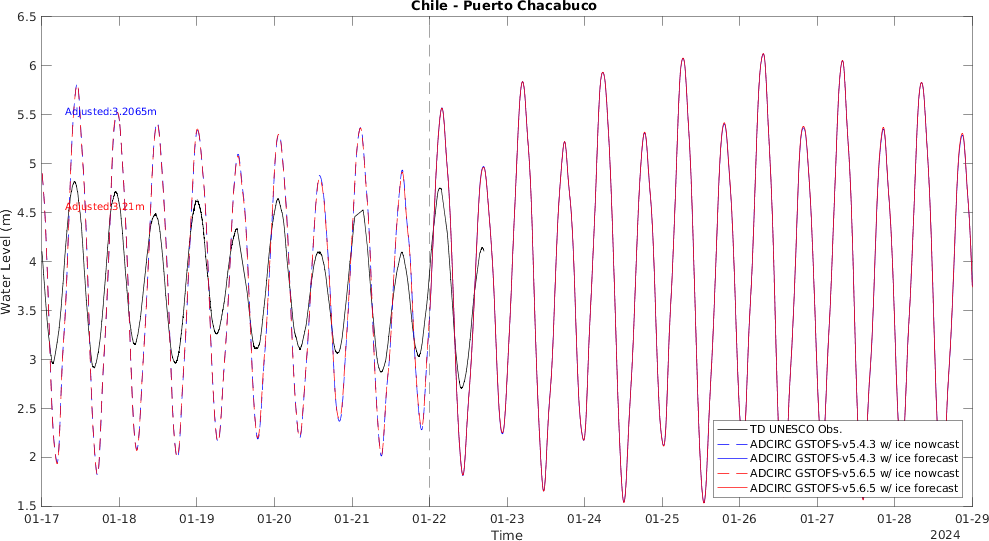 Chile - Puerto Chacabuco
6.5
6
5.5
5
4.5
4
3.5
3
2.5
2
1.5
Water Level (m)
Adjusted:3.2065m
Adjusted:3.21m
TD UNESCO Obs.
ADCIRC GSTOFS-v5.4.3 w/ ice nowcast
ADCIRC GSTOFS-v5.4.3 w/ ice forecast
ADCIRC GSTOFS-v5.6.5 w/ ice nowcast
ADCIRC GSTOFS-v5.6.5 w/ ice forecast
01-17 01-18 01-19 01-20 01-21 01-22 01-23 01-24 01-25 01-26 01-27 01-28 01-29
Time
2024